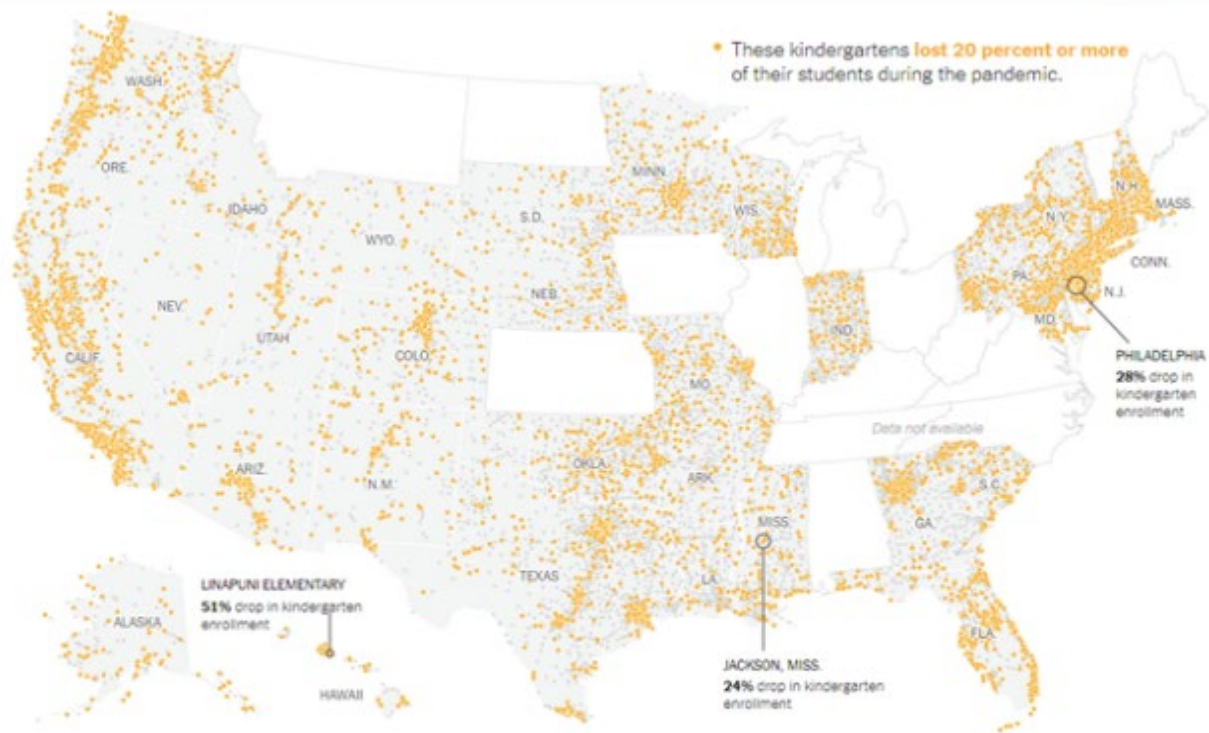 • These kindergartens lost 20 percent or more
of their students during the pandemic.
WASH.
ORE.
IDAHO
MINN.
S.D.
WIS.
WYO.
N.H.
MASS.
N.Y.
CONN.
PA.
N.J.
MD.
NEV.
NEB.
UTAH
COLO.
CALIF.
IND.
MO.
PHILADELPHIA
28% drop in
kindergarten
enrollment
Data not available
ARIZ.
N.M.
OKLA.
ARK.
S.C.
MISS.
GA.
TEXAS
LA.
FLA.
LINAPUNI ELEMENTARY
51% drop in kindergarten
enrollment
ALASKA
HAWAII
JACKSON, MISS.
24% drop in kindergarten
enrollment